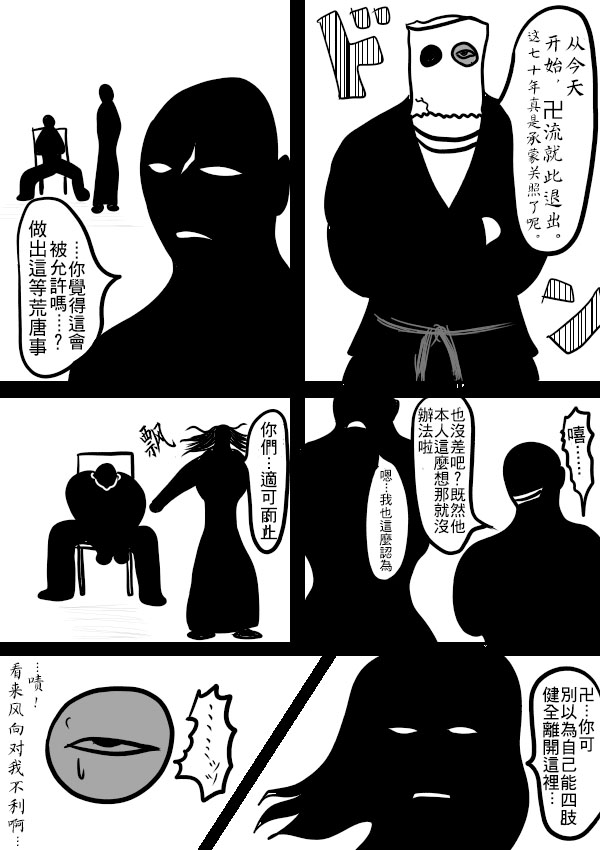 ドン
从今天
开始，卍流就此退出。
这七十年真是承蒙关照了呢。
……你覺得這會
被允許嗎……？
做出這等荒唐事
嘻……
也沒差吧？既然他
本人這麼想那就沒
辦法啦
嗯…我也這麼認為
你們…適可而止
飘
卍…你可
別以為自己能四肢
健全離開這裡…
………ッ
…啧！
看来风向对我不利啊…